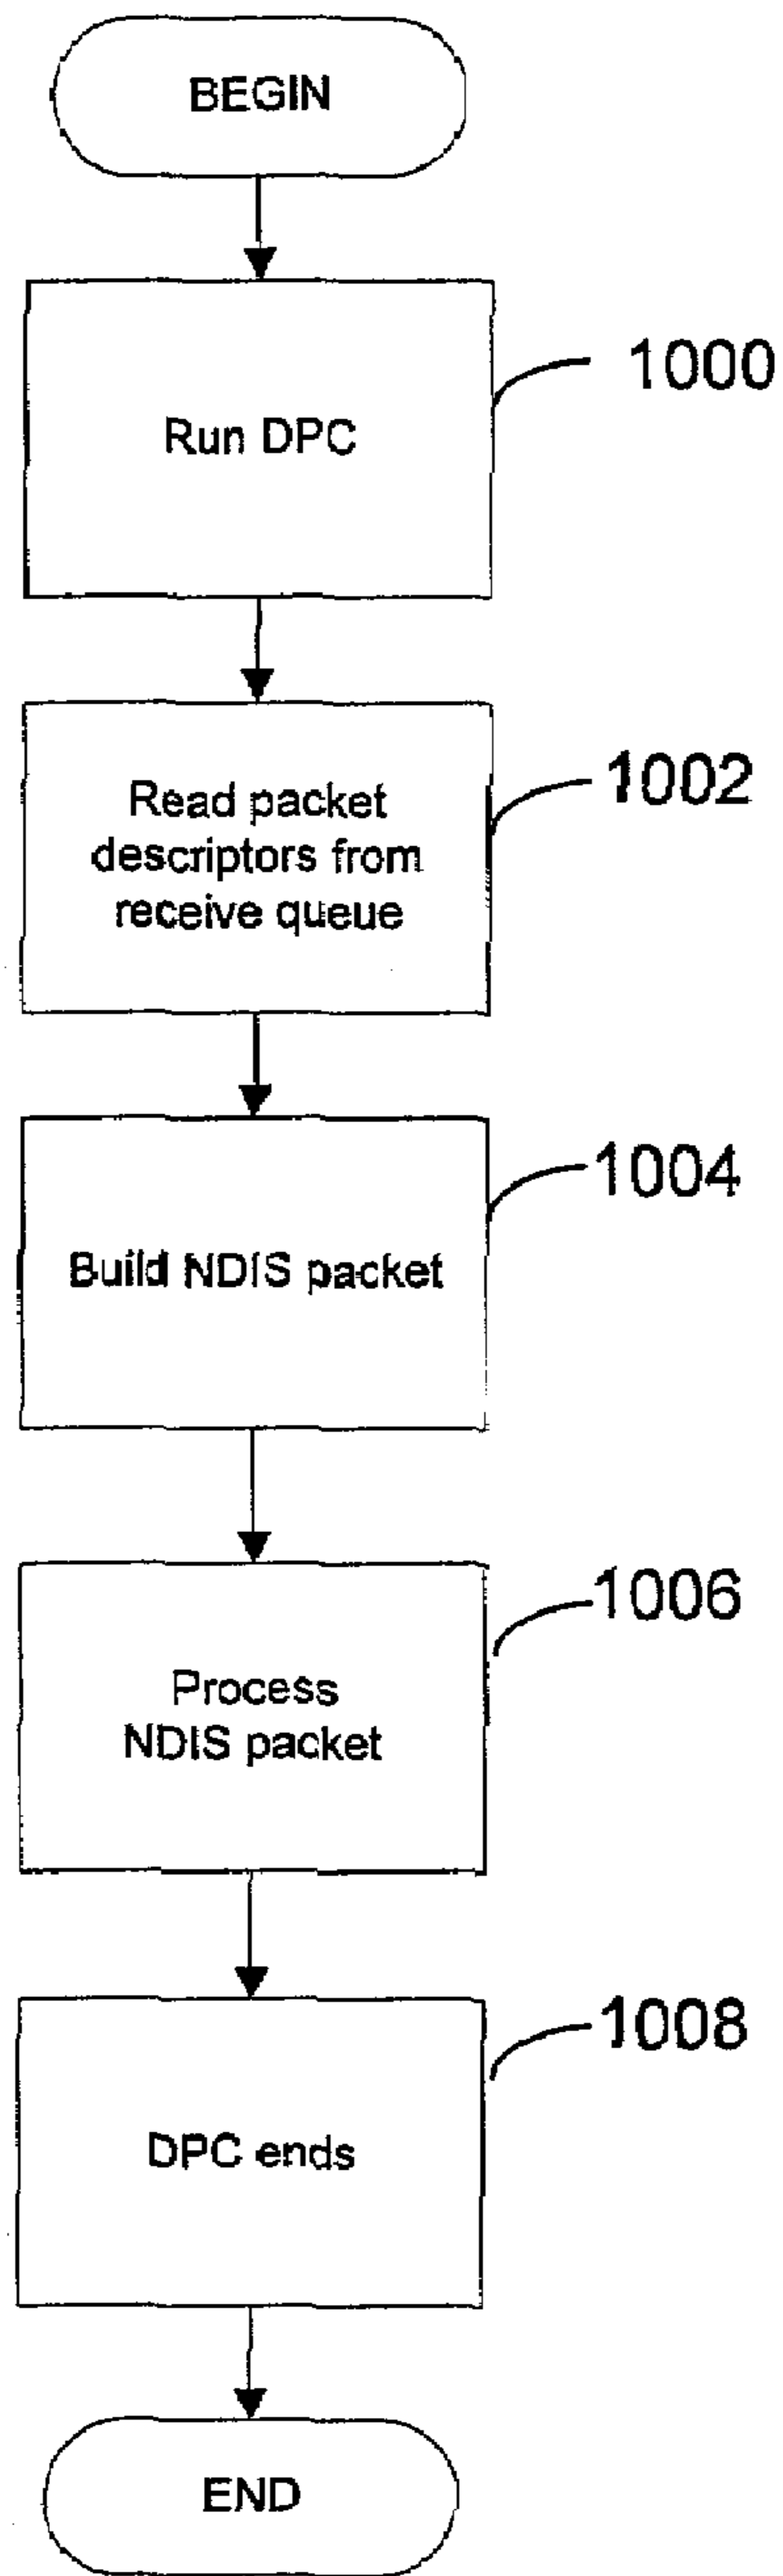 BEGIN
Run DPC
1000
Read packet
descriptors from
receive queue
1002
Build NDIS packet
1004
Process
NDIS packet
1006
DPC ends
1008
END